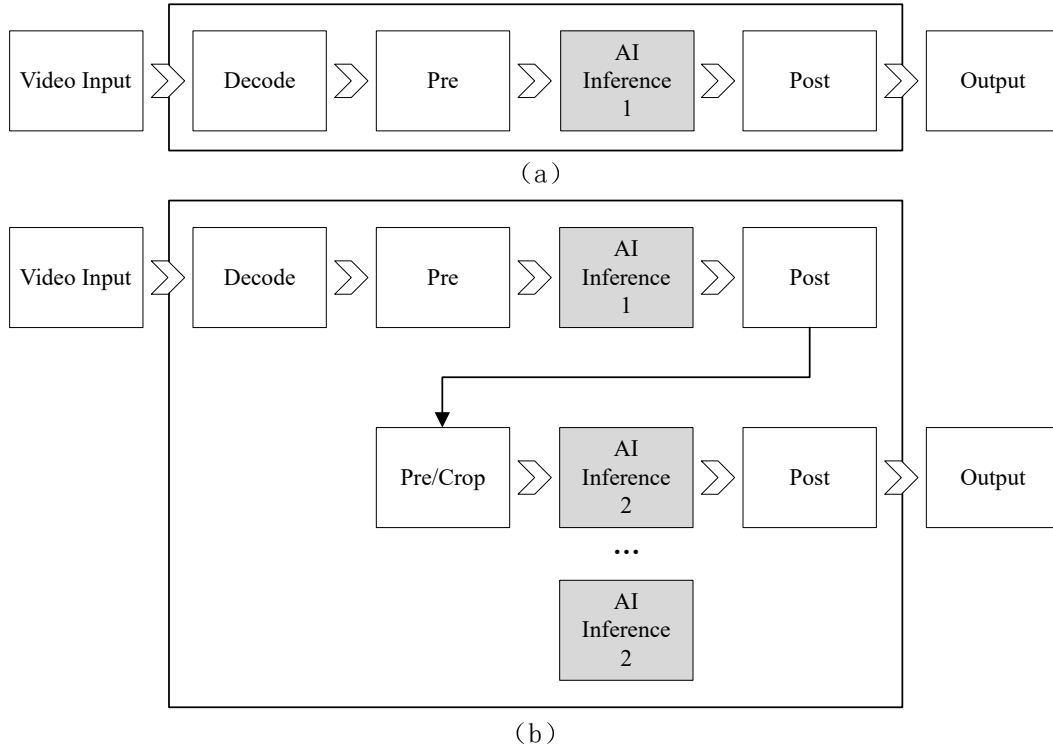 Video Input
Decode
Pre
AI
Inference
1
Post
Output
(a)
Video Input
Decode
Pre
AI
Inference
1
Post
Pre/Crop
AI
Inference
2
Post
Output
...
AI
Inference
2
(b)